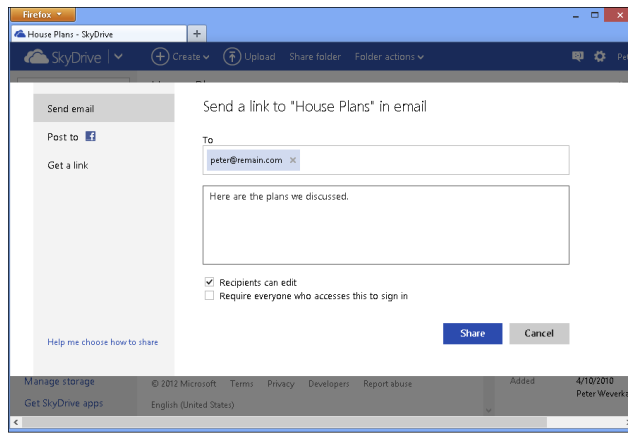 Firefox
House Plans - SkyDrive
SkyDrive
Create
Upload
Share folder
Folder actions
Send email
Post to
Get a link
Help me choose how to share
Send a link to "House Plans" in email
To
peter@remain.com
Here are the plans we discussed.
Recipients can edit
Require everyone who accesses this to sign in
Share
Cancel
Manage storage
Get SkyDrive apps
© 2012 Microsoft Terms Privacy Developers Report abuse
English (United States)
Added
4/10/2010
Peter Weverka